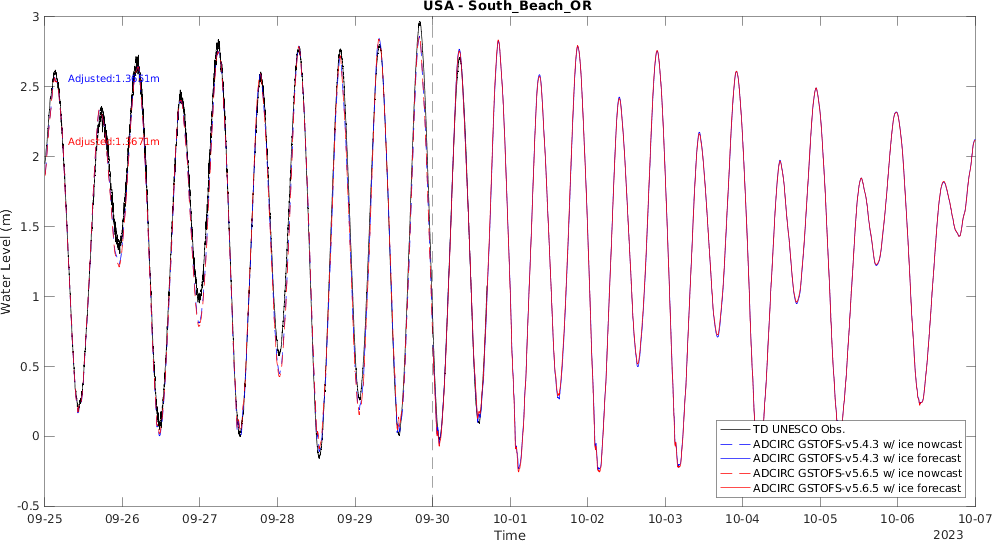 USA - South_Beach_OR
3
2.5
2
1.5
1
0.5
0
-0.5
Water Level (m)
Adjusted:1.3661m
Adjusted:1.3671m
TD UNESCO Obs.
ADCIRC GSTOFS-v5.4.3 w/ ice nowcast
ADCIRC GSTOFS-v5.4.3 w/ ice forecast
ADCIRC GSTOFS-v5.6.5 w/ ice nowcast
ADCIRC GSTOFS-v5.6.5 w/ ice forecast
09-25 09-26 09-27 09-28 09-29 09-30 10-01 10-02 10-03 10-04 10-05 10-06 10-07
Time
2023